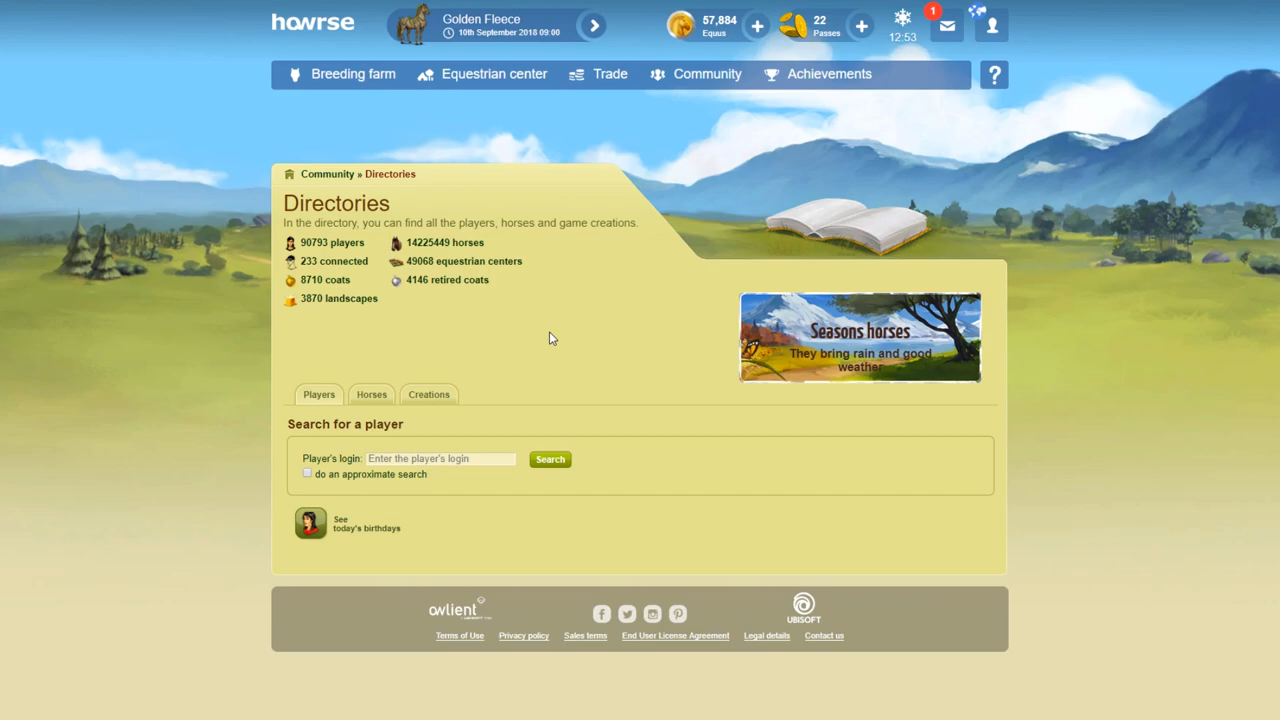 howrse
Golden Fleece
10th September 2018 09:00
57,884
Equus
22
Passes
12:53
1
Breeding farm
Equestrian center
Trade
Community
Achievements
?
Community » Directories
Directories
In the directory, you can find all the players, horses and game creations.
90793 players
14225449 horses
233 connected
49068 equestrian centers
8710 coats
4146 retired coats
3870 landscapes
Seasons horses
They bring rain and good
weather
Players
Horses
Creations
Search for a player
Player's login: Enter the player's login
Search
do an approximate search
See
today's birthdays
owlient
UBISOFT
Terms of Use
Privacy policy
Sales terms
End User License Agreement
Legal details
Contact us